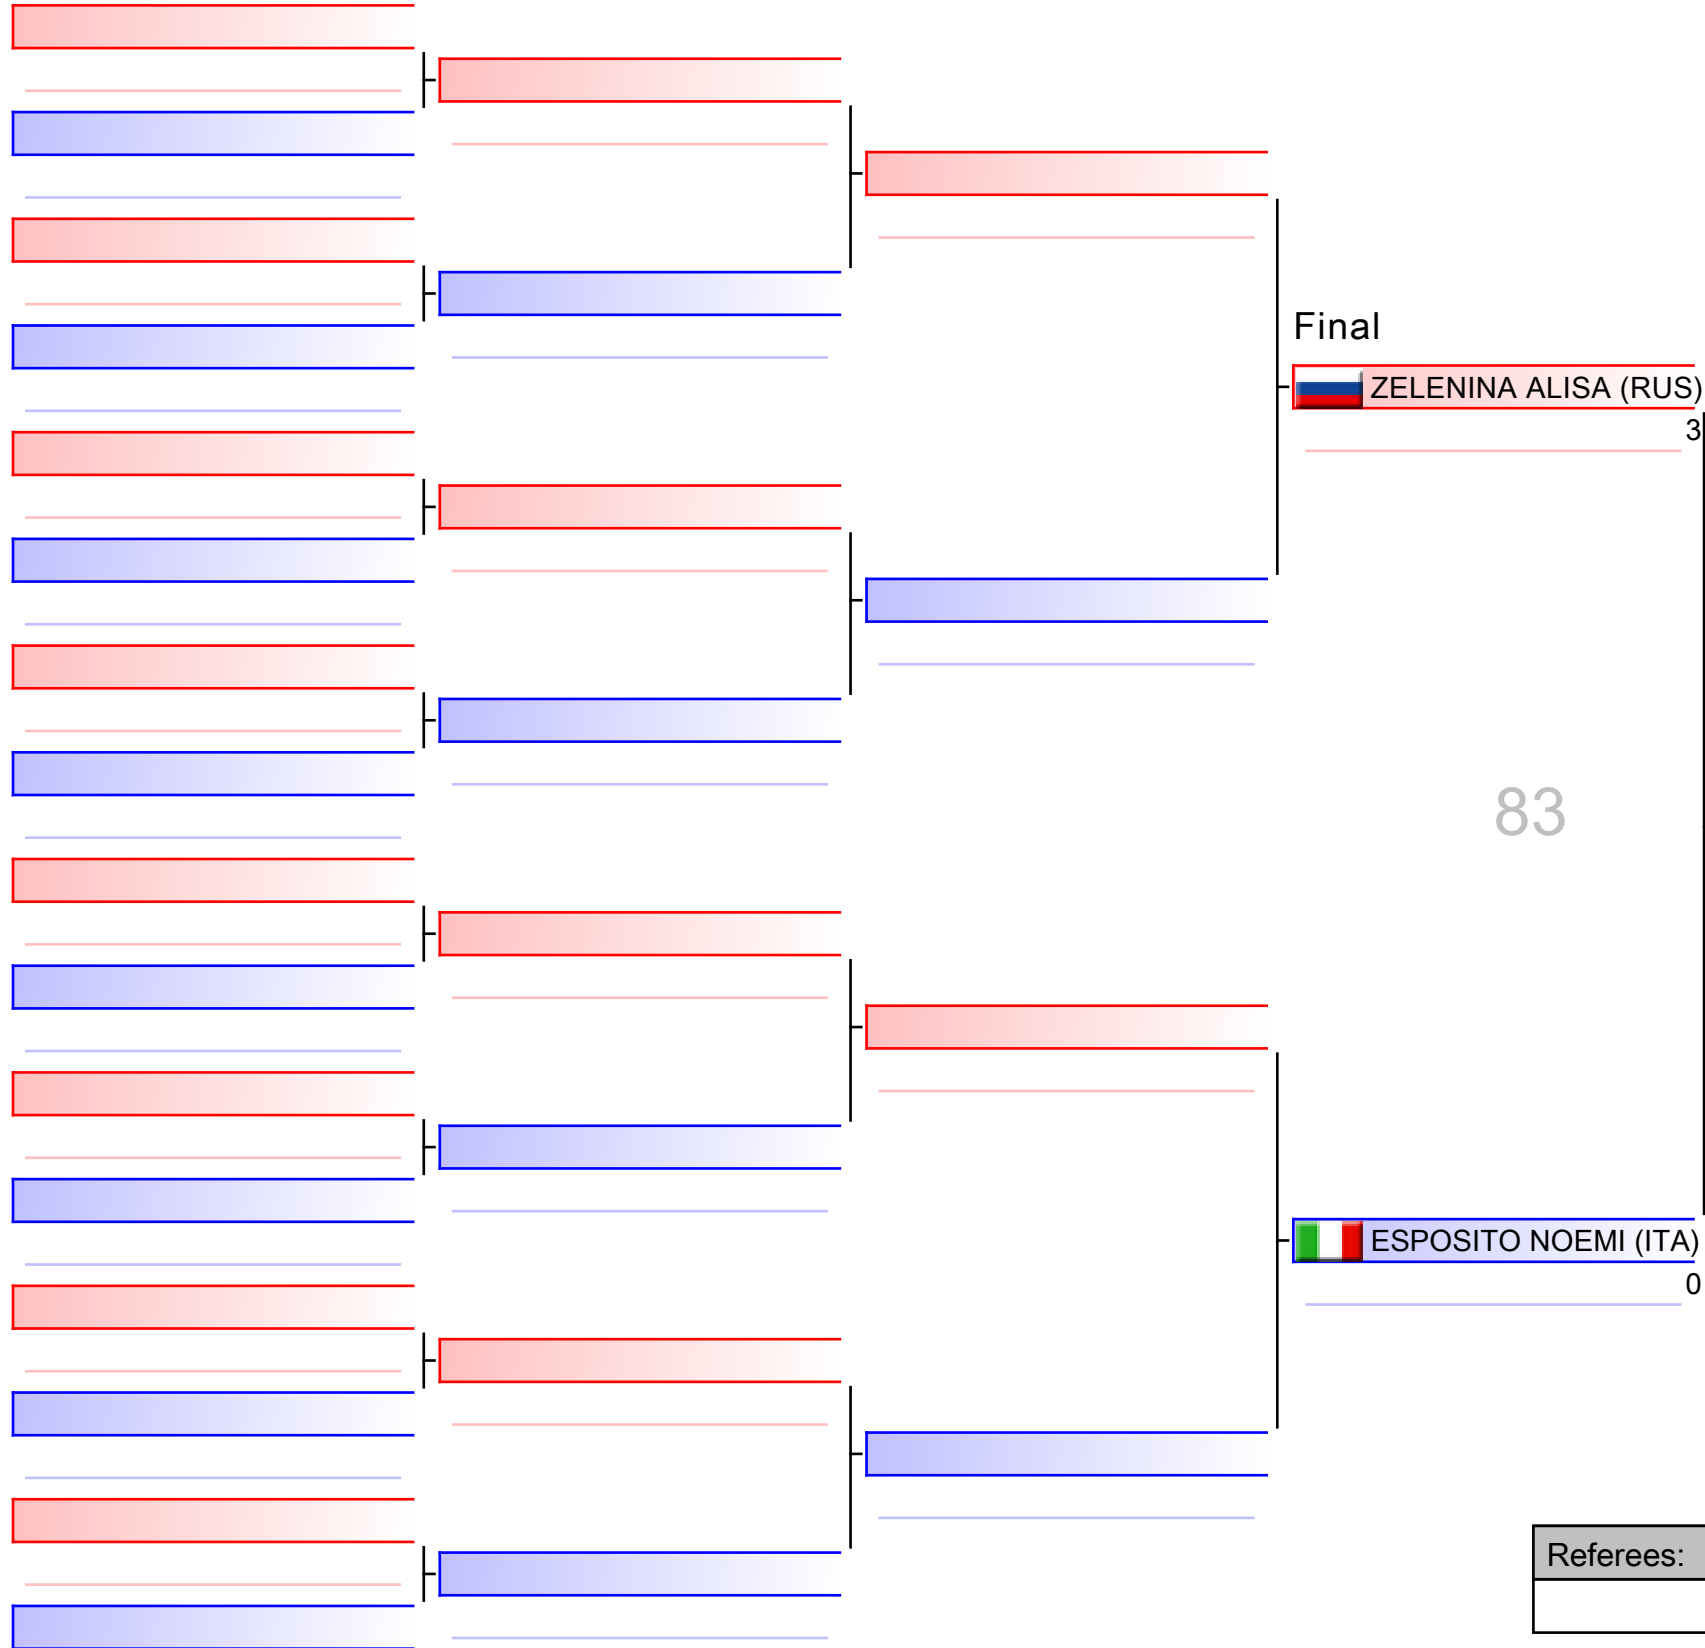 Final
ZELENINA ALISA (RUS)
3
83
ESPOSITO NOEMI (ITA)
0
Referees: